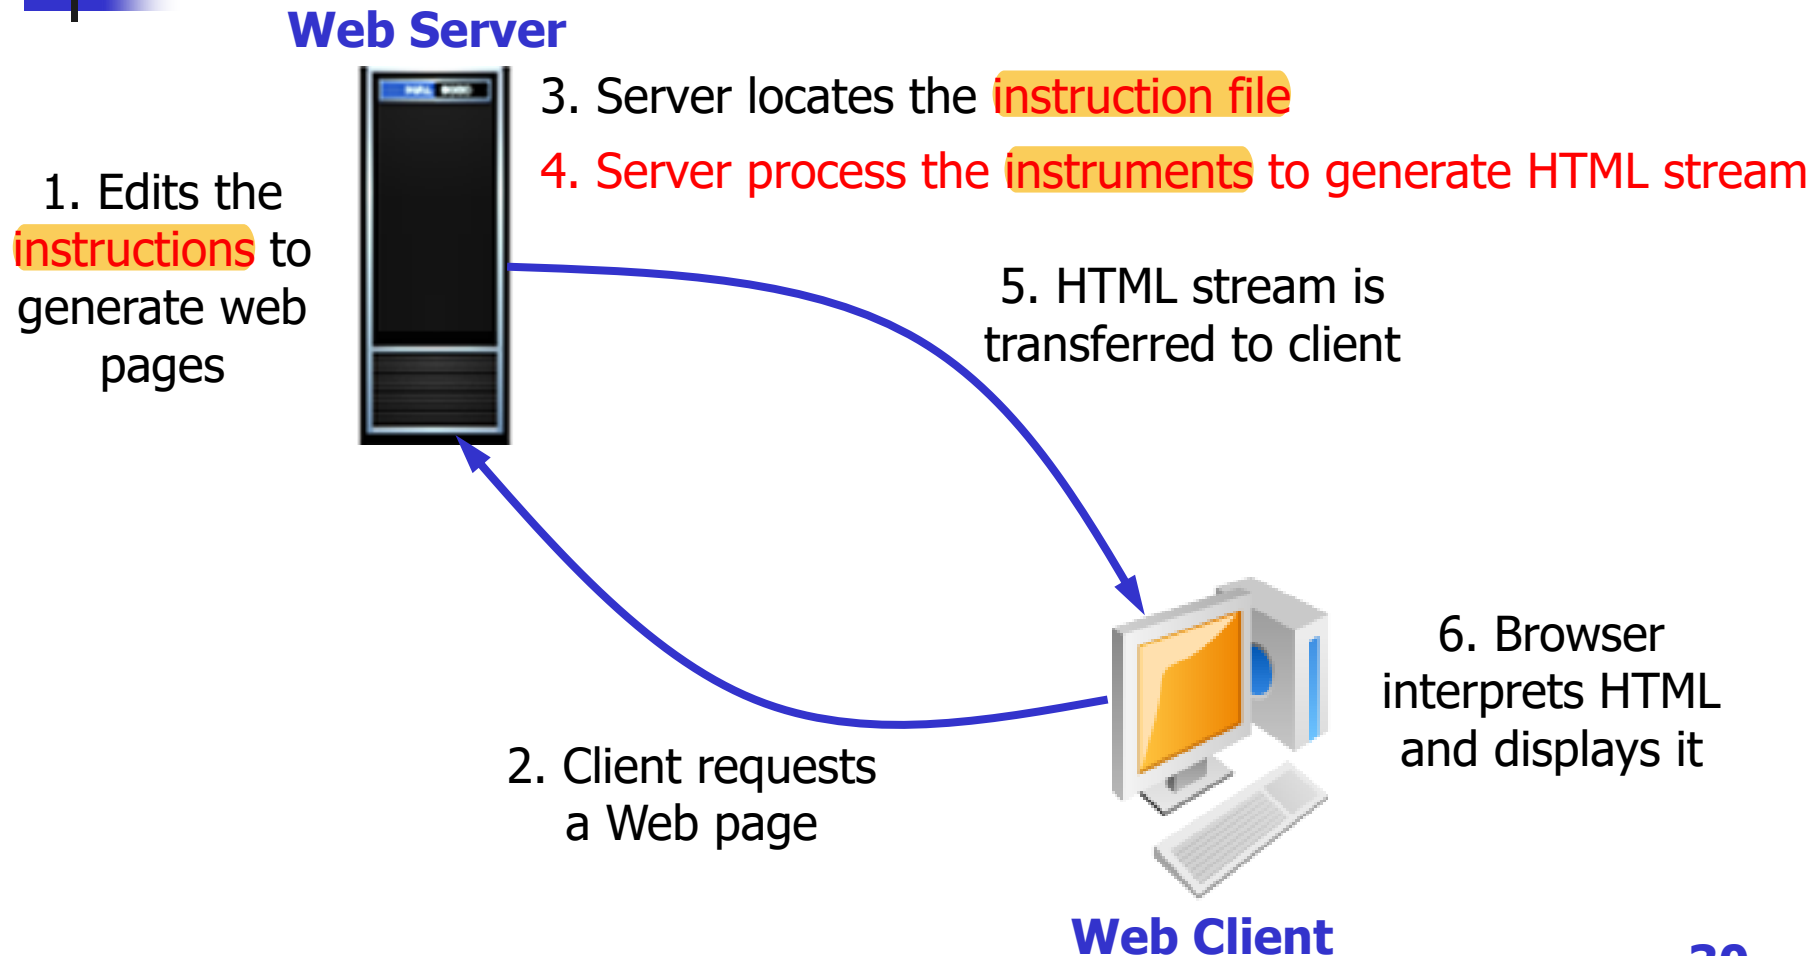 Web Server
3. Server locates the instruction file
4. Server process the instruments to generate HTML stream
1. Edits the
instructions to
generate web
pages
5. HTML stream is
transferred to client
2. Client requests
a Web page
6. Browser
interprets HTML
and displays it
Web Client